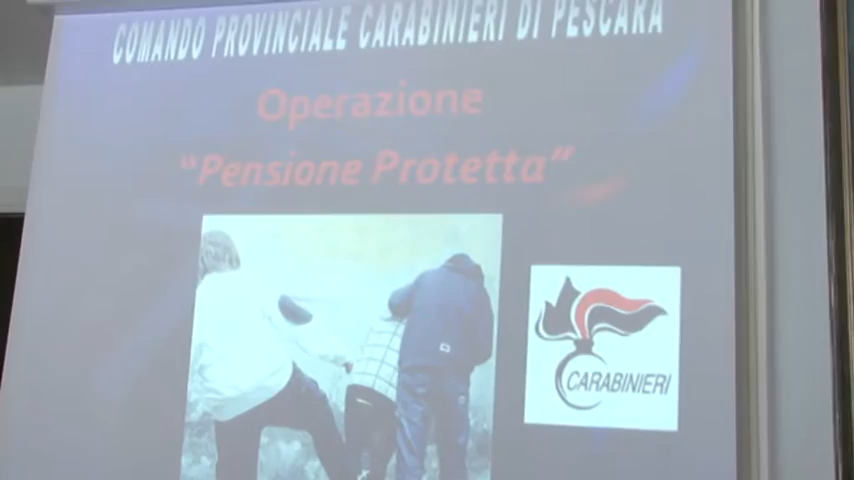 COMANDO PROVINCIALE CARABINIERI DI PESCARA
Operazione
"Pensione Protetta"
CARABINIERI